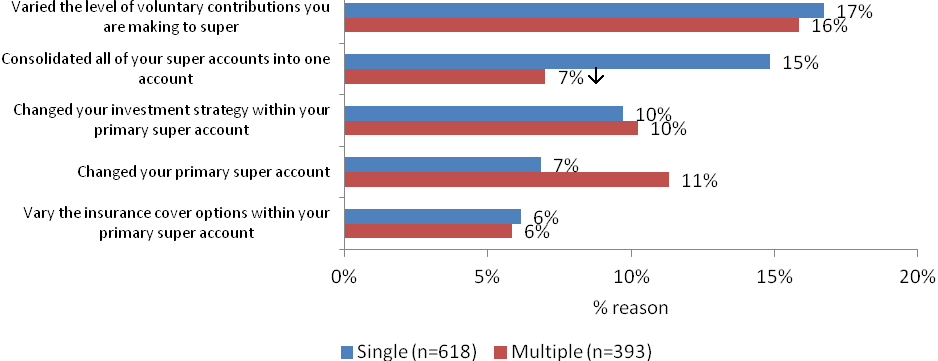 Varied the level of voluntary contributions you
are making to super
17%
16%
Consolidated all of your super accounts into one
account
15%
7%
Changed your investment strategy within your
primary super account
10%
10%
Changed your primary super account
7%
11%
Vary the insurance cover options within your
primary super account
6%
6%
0% 5% 10% 15% 20%
% reason
Single (n=618) Multiple (n=393)